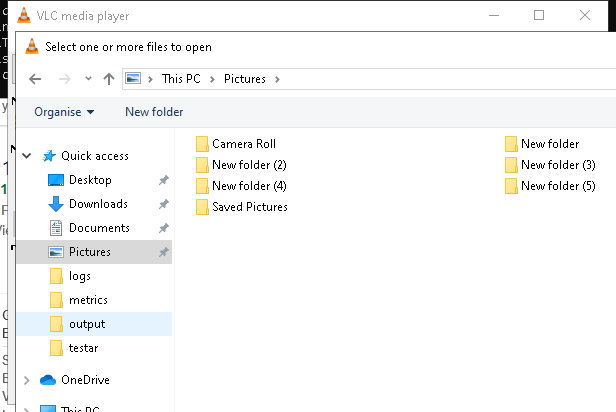 VLC media player
Select one or more files to open
This PC > Pictures >
Organise
New folder
Camera Roll
New folder
New folder (2)
New folder (3)
New folder (4)
New folder (5)
Saved Pictures
Quick access
Desktop
Downloads
Documents
Pictures
logs
metrics
output
testar
OneDrive
This PC